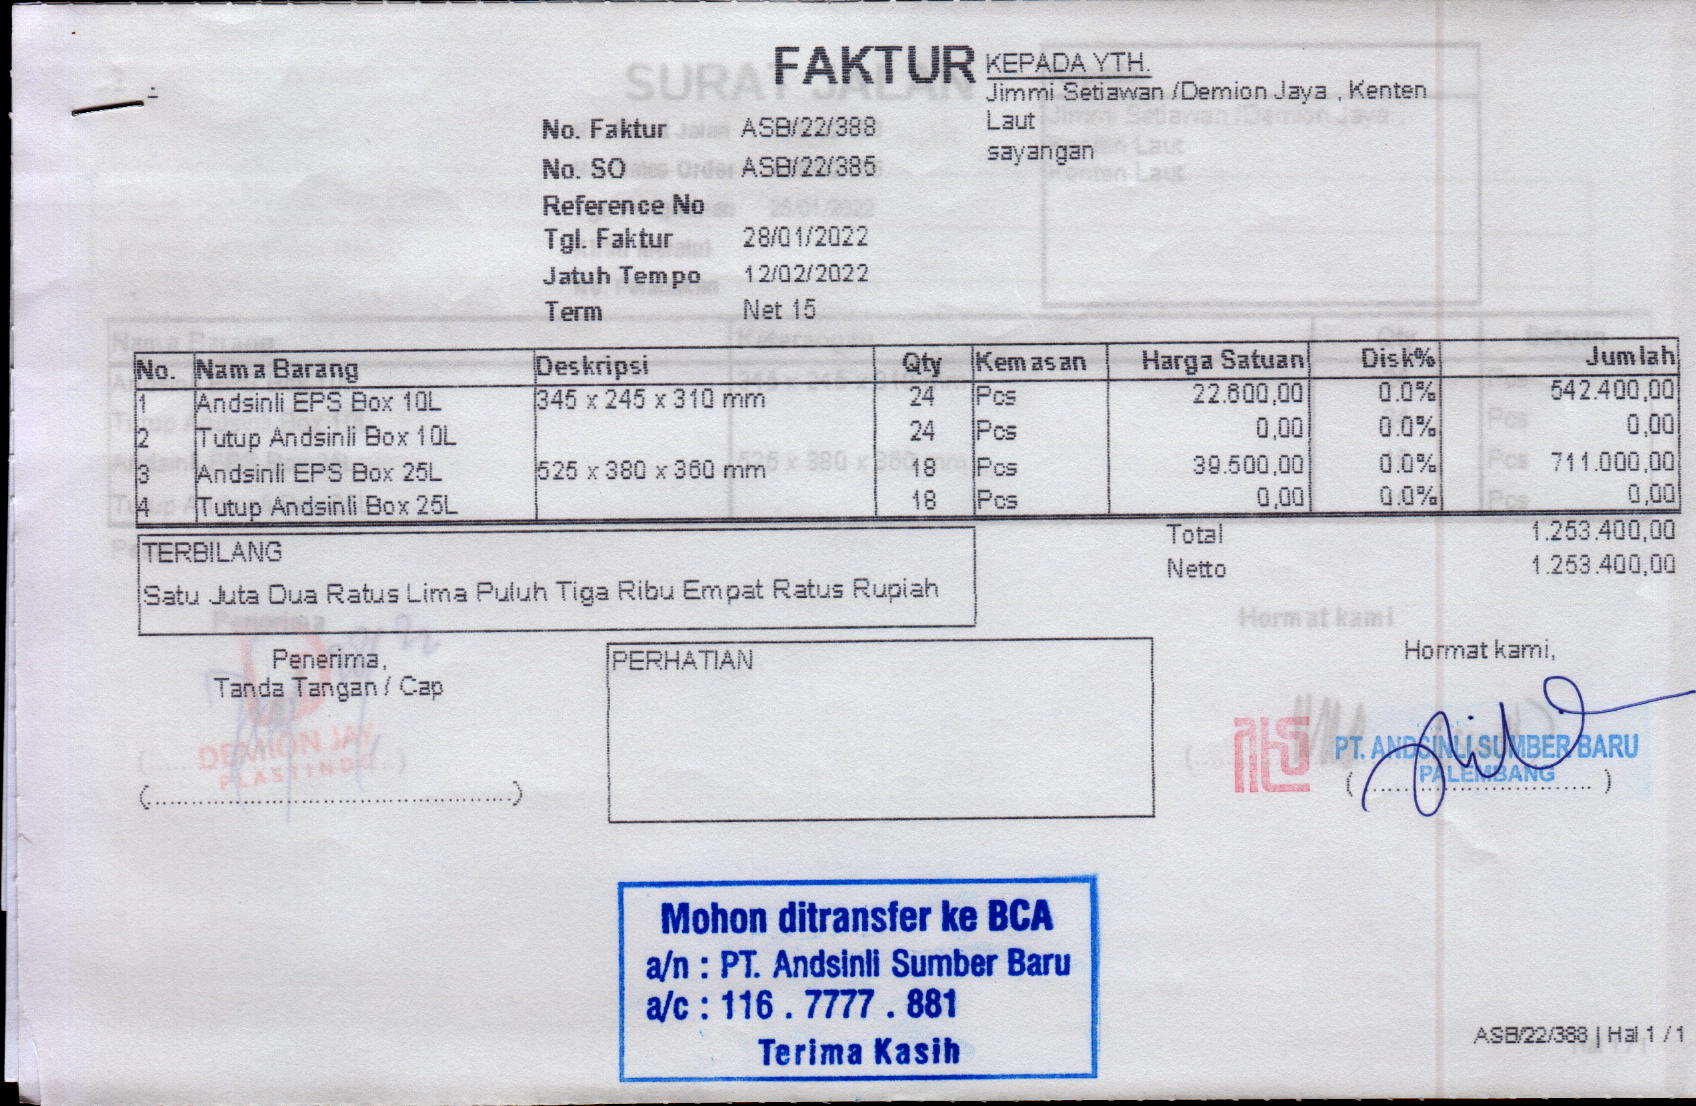 FAKTUR
KEPADA YTH.
Jimmi Setiawan /Demion Jaya , Kenten
Laut
sayangan
No. Faktur ASB/22/388
No. SO ASB/22/385
Reference No
Tgl. Faktur 28/01/2022
Jatuh Tempo 12/02/2022
Term Net 15
No. Nama Barang Deskripsi Qty Kemasan Harga Satuan Disk% Jumlah
1 Andsinli EPS Box 10L 345 x 245 x 310 mm 24 Pcs 22.600,00 0.0% 542.400,00
2 Tutup Andsinli Box 10L 24 Pcs 0,00 0.0% 0,00
3 Andsinli EPS Box 25L 525 x 380 x 360 mm 18 Pcs 39.500,00 0.0% 711.000,00
4 Tutup Andsinli Box 25L 18 Pcs 0,00 0.0% 0,00
Total 1.253.400,00
Netto 1.253.400,00
TERBILANG
Satu Juta Dua Ratus Lima Puluh Tiga Ribu Empat Ratus Rupiah
Penerima,
Tanda Tangan / Cap
PERHATIAN
Hormat kami,
PT. ANDSINLI SUMBER BARU
PALEMBANG
DEMION JAY
PLASTIND
Mohon ditransfer ke BCA
a/n : PT. Andsinli Sumber Baru
a/c : 116 . 7777 . 881
Terima Kasih
ASB/22/388 | Hal 1 / 1